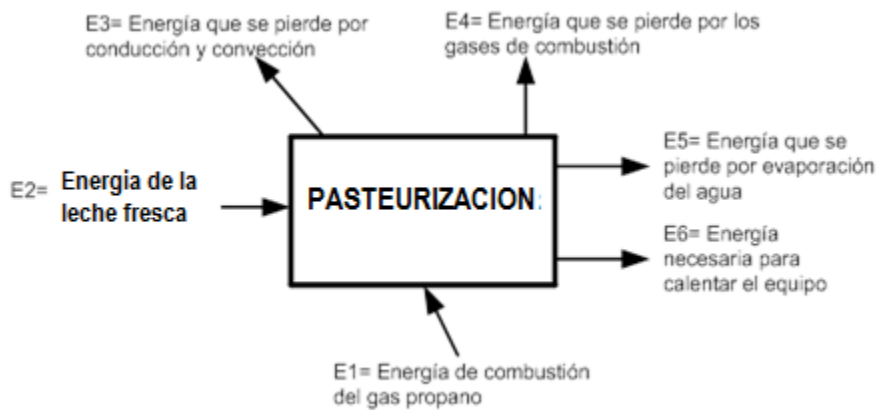 E3= Energía que se pierde por
conducción y convección
E4= Energía que se pierde por los
gases de combustión
E2= Energia de la
leche fresca
PASTEURIZACION:
E5= Energía que se
pierde por evaporación
del agua
E6= Energía
necesaria para
calentar el equipo
E1= Energía de combustión
del gas propano